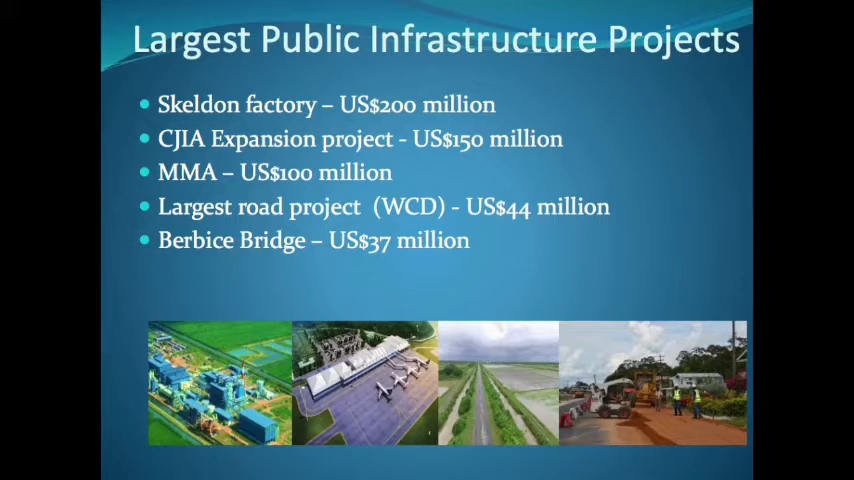 Largest Public Infrastructure Projects
• Skeldon factory – US$200 million
• CJIA Expansion project - US$150 million
• MMA – US$100 million
• Largest road project (WCD) - US$44 million
• Berbice Bridge – US$37 million